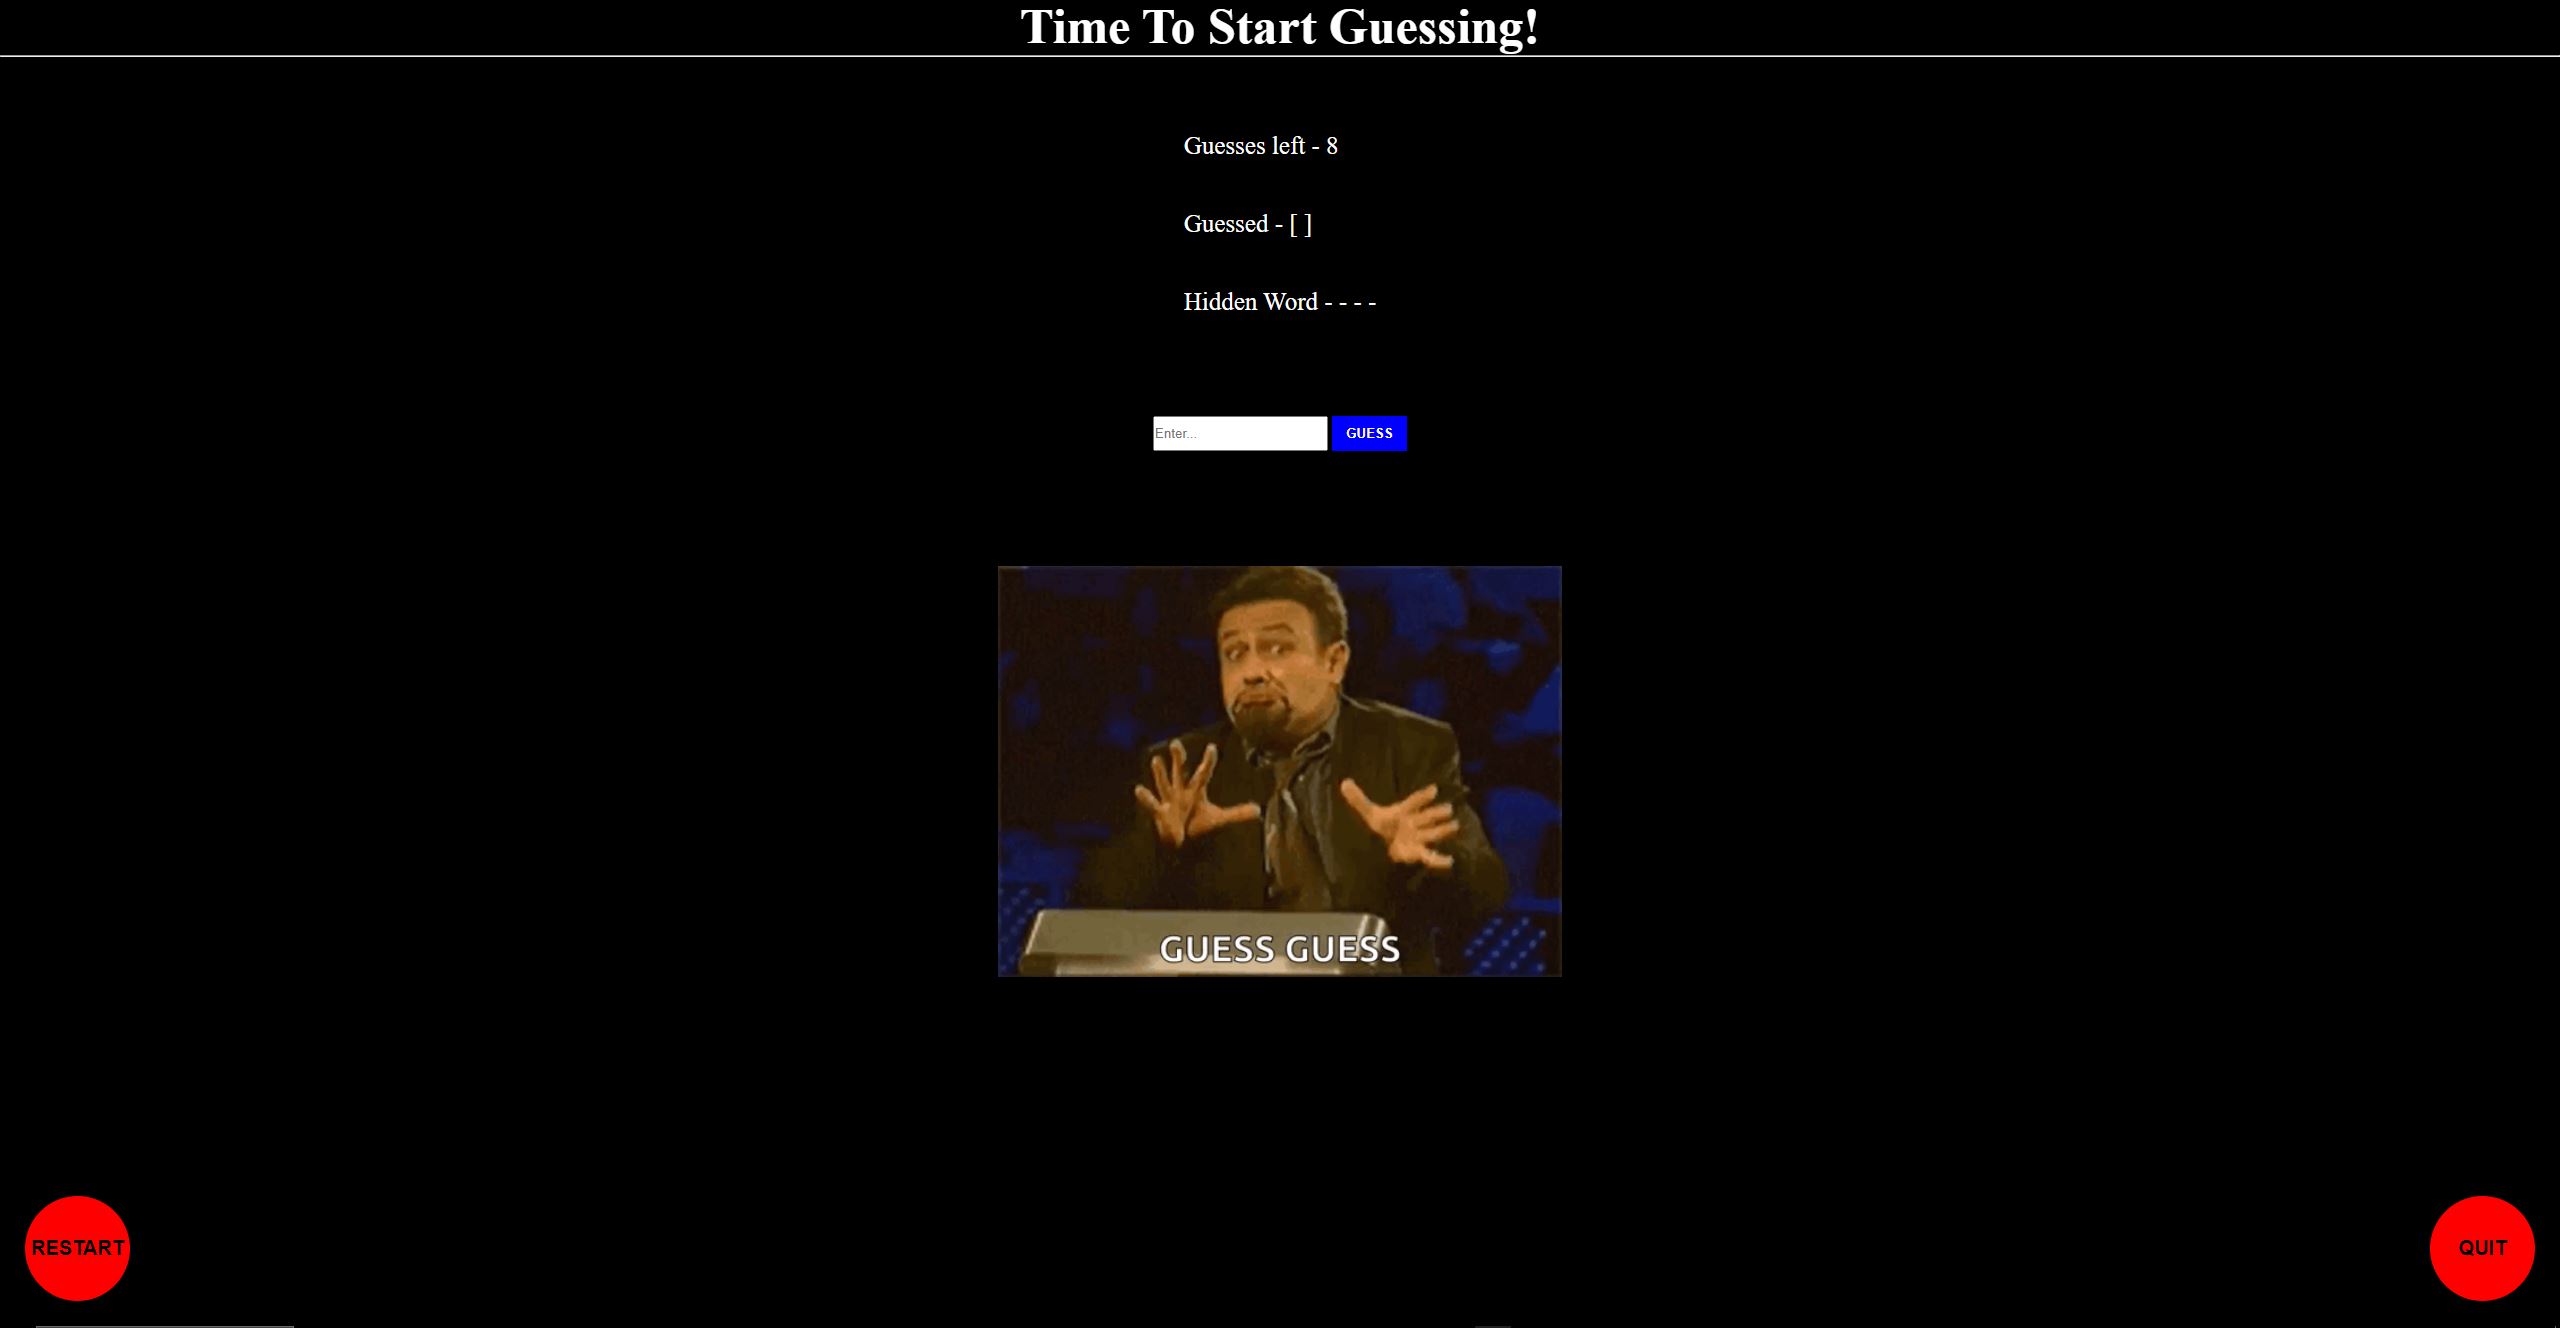 Time To Start Guessing!
Guesses left - 8
Guessed - [ ]
Hidden Word - - - -
Enter...
GUESS
GUESS GUESS
RESTART
QUIT